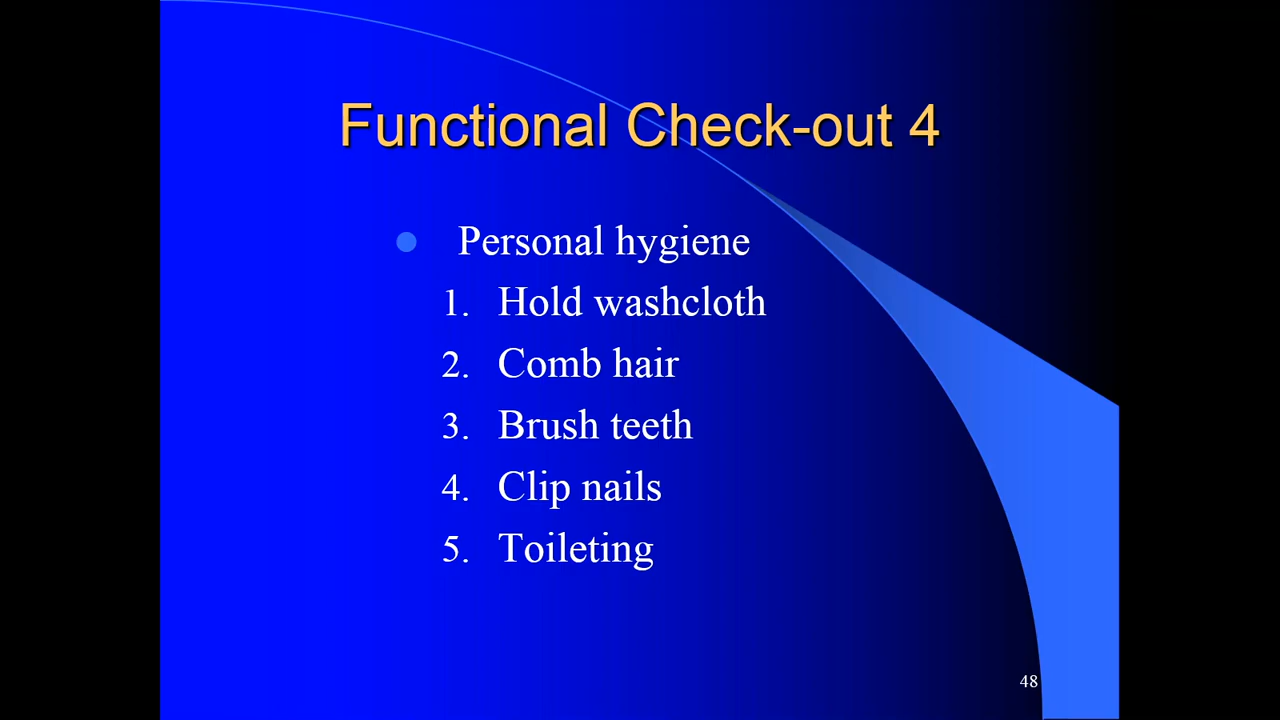 Functional Check-out 4
Personal hygiene
1. Hold washcloth
2. Comb hair
3. Brush teeth
4. Clip nails
5. Toileting
48